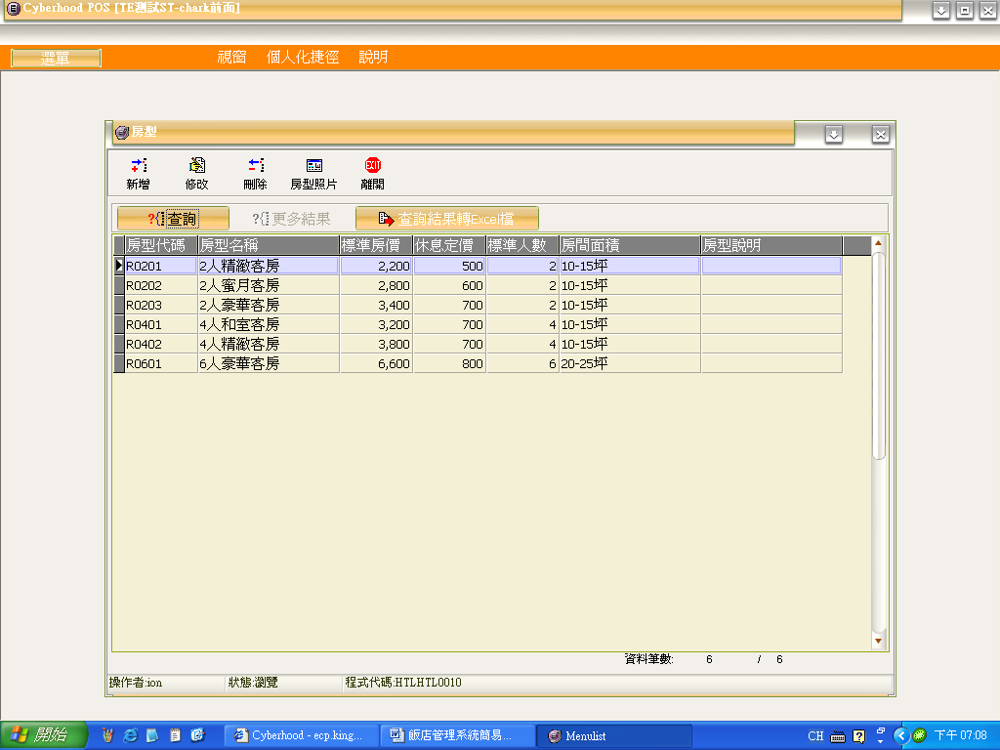 Cyberhood POS [TE測試ST-chark前面]
選單 視窗 個人化捷徑 說明
房型
新增 修改 刪除 房型照片 離開
EXIT
?{} 查詢 ?{} 更多結果 查詢結果轉Excel檔
房型代碼 房型名稱 標準房價 休息定價 標準人數 房間面積 房型說明
R0201 2人精緻客房 2,200 500 2 10-15坪
R0202 2人蜜月客房 2,800 600 2 10-15坪
R0203 2人豪華客房 3,400 700 2 10-15坪
R0401 4人和室客房 3,200 700 4 10-15坪
R0402 4人精緻客房 3,800 700 4 10-15坪
R0601 6人豪華客房 6,600 800 6 20-25坪
資料筆數: 6 / 6
操作者:ion 狀態:瀏覽 程式代碼:HTLHTL0010
開始 Cyberhood - ecp king... 飯店管理系統簡易... Menulist CH 下午 07:08